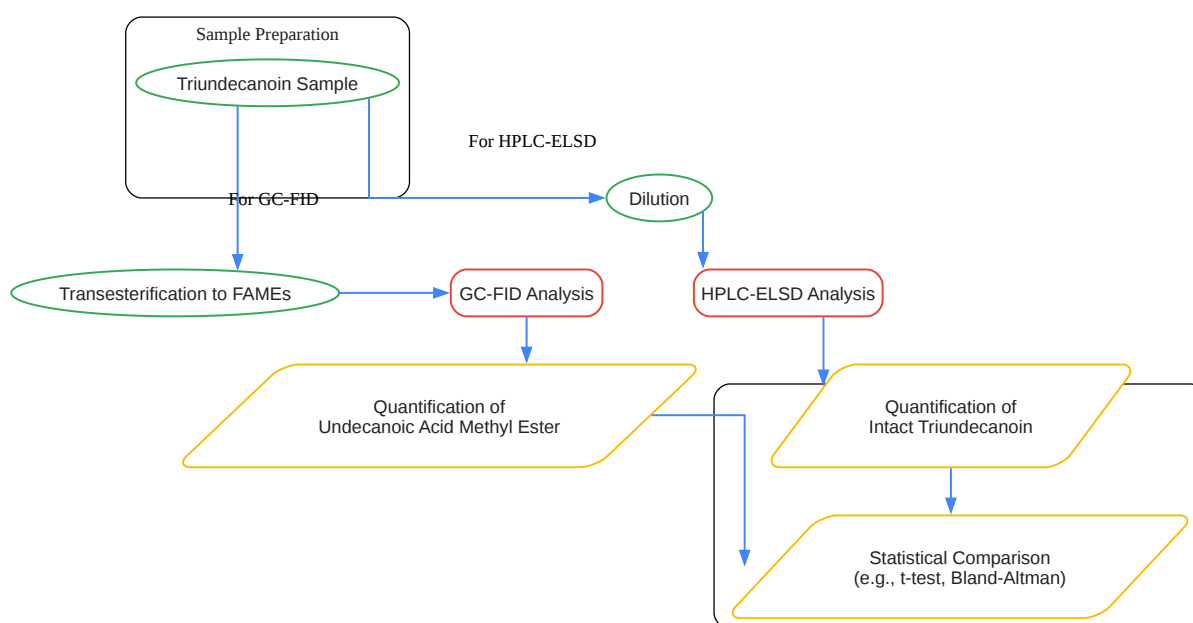 Sample Preparation
Triundecanoin Sample
For HPLC-ELSD
For GC-FID
Dilution
Transesterification to FAMEs
GC-FID Analysis
HPLC-ELSD Analysis
Quantification of
Undecanoic Acid Methyl Ester
Quantification of
Intact Triundecanoin
Statistical Comparison
(e.g., t-test, Bland-Altman)